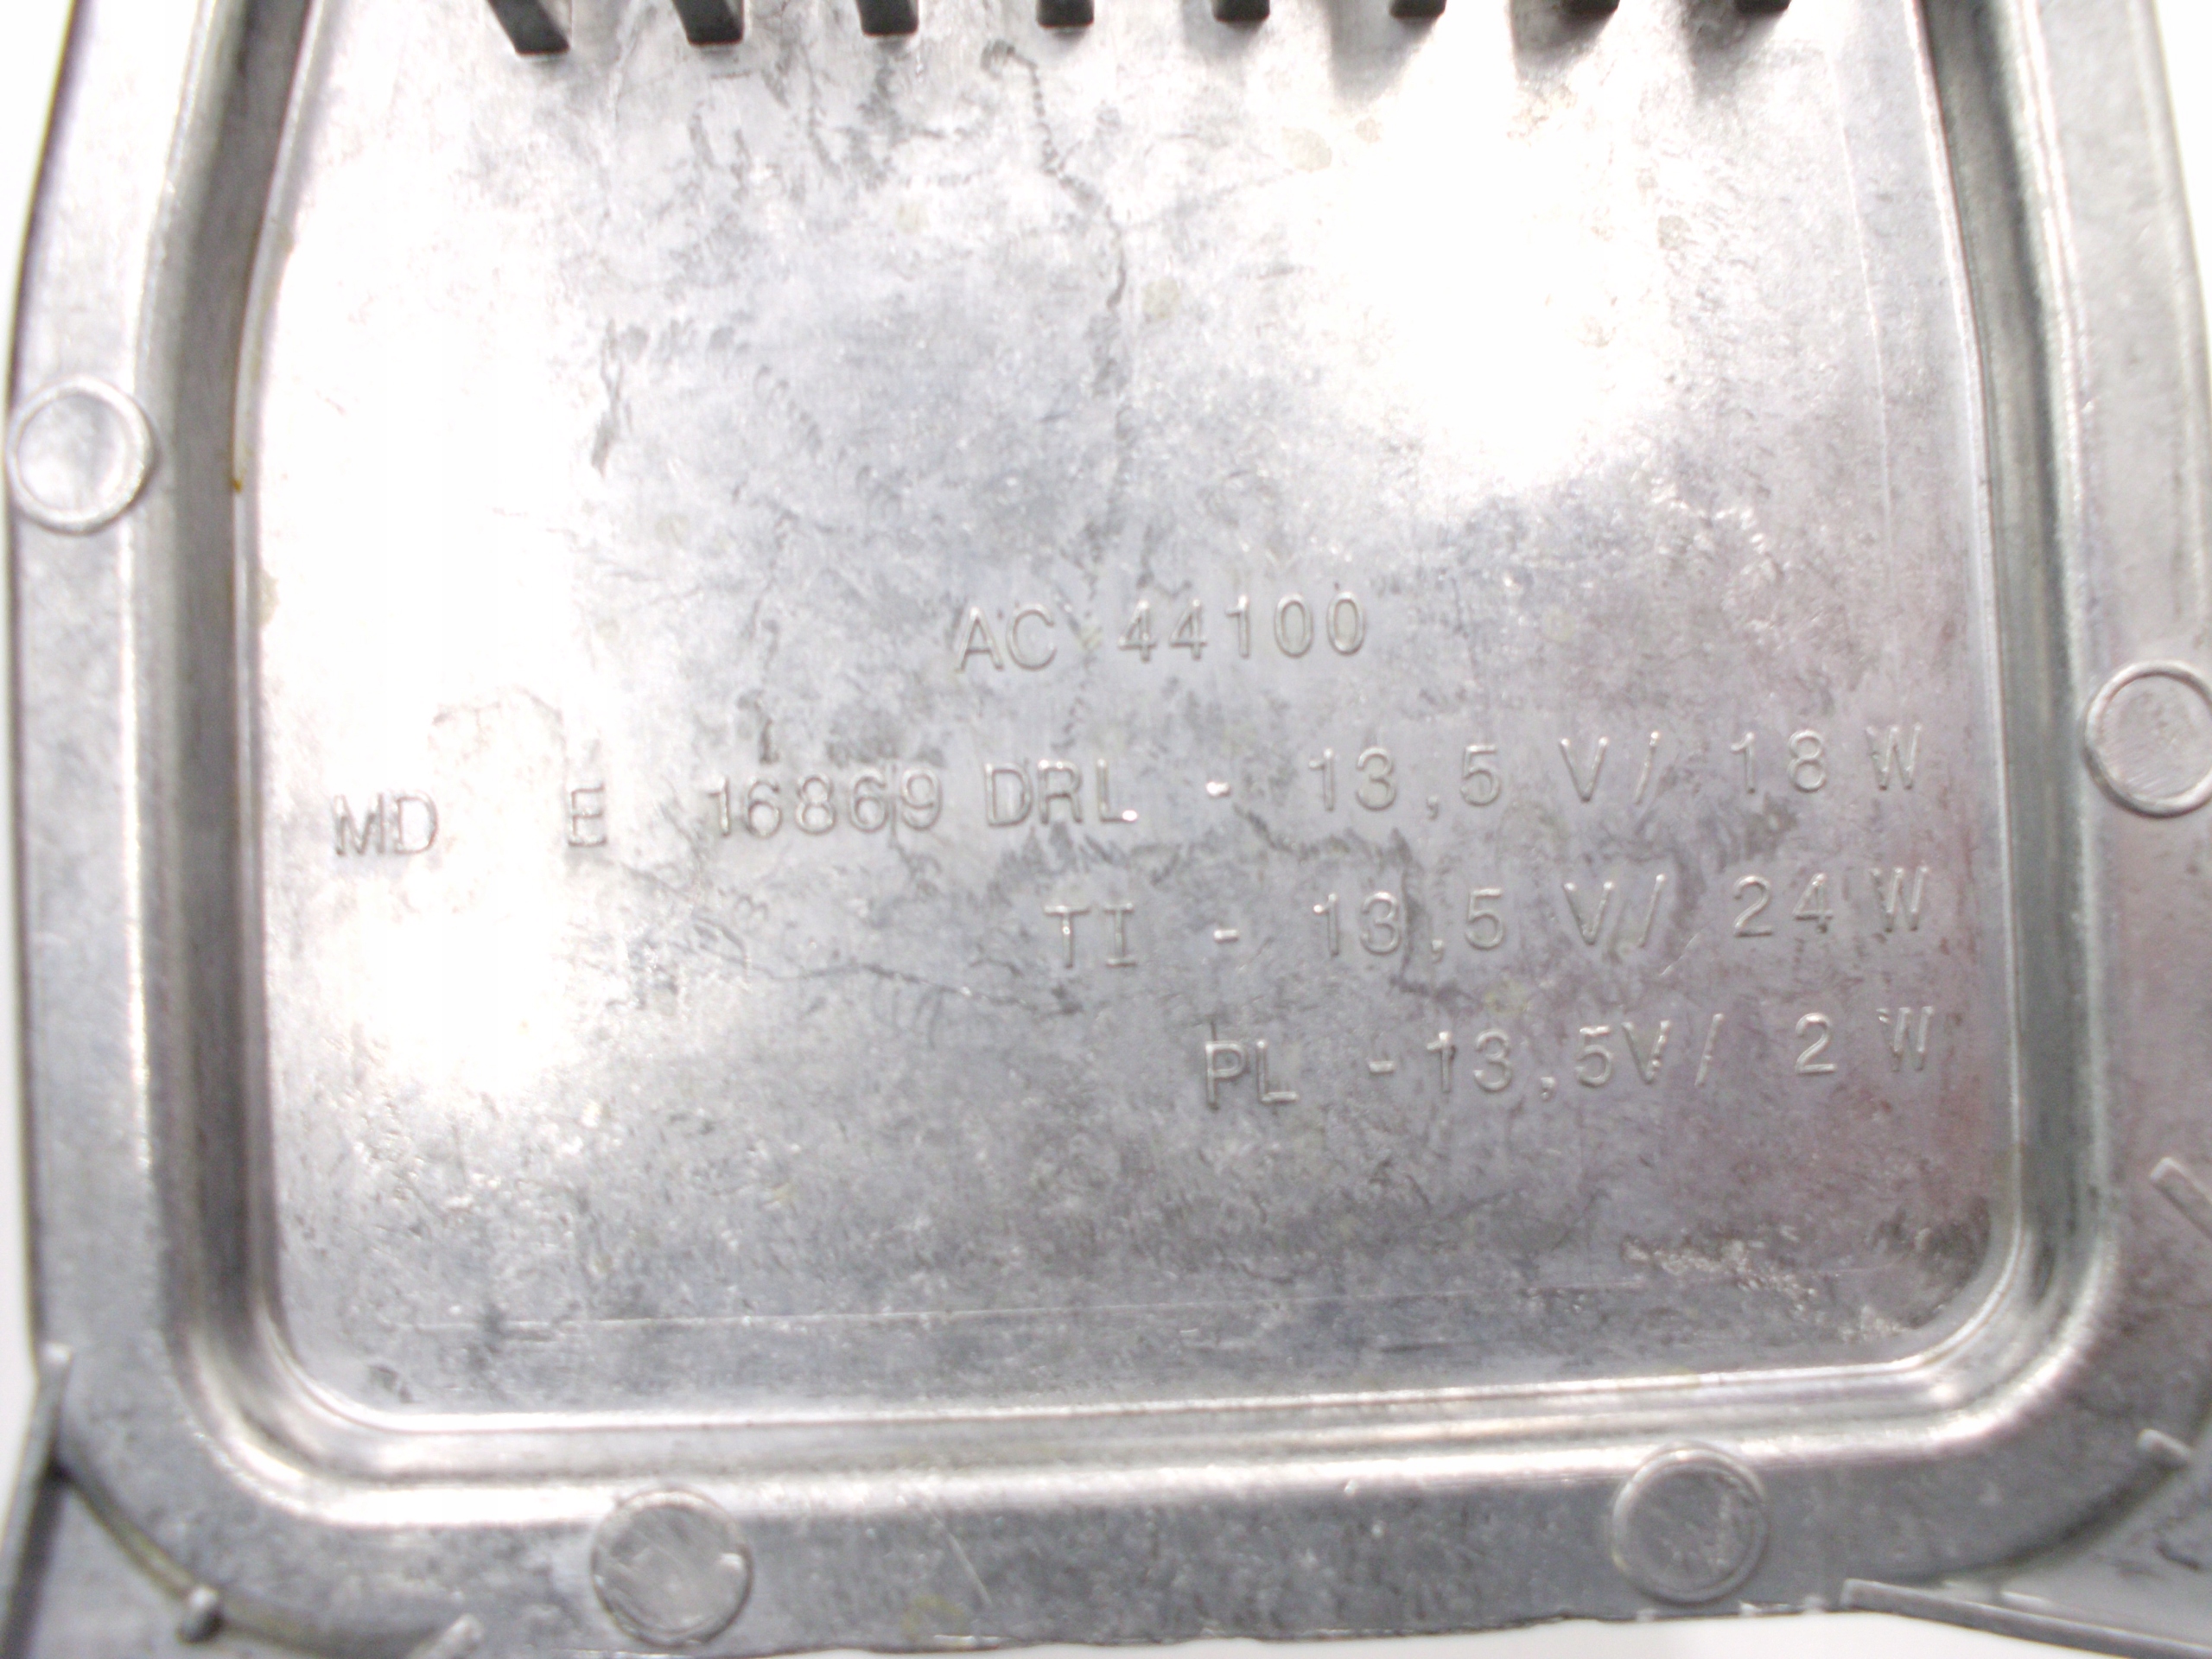 AC 44100
MD E 16869 DRL - 13,5 V/ 18 W
TI - 13,5 V/ 24 W
PL -13,5V/ 2 W